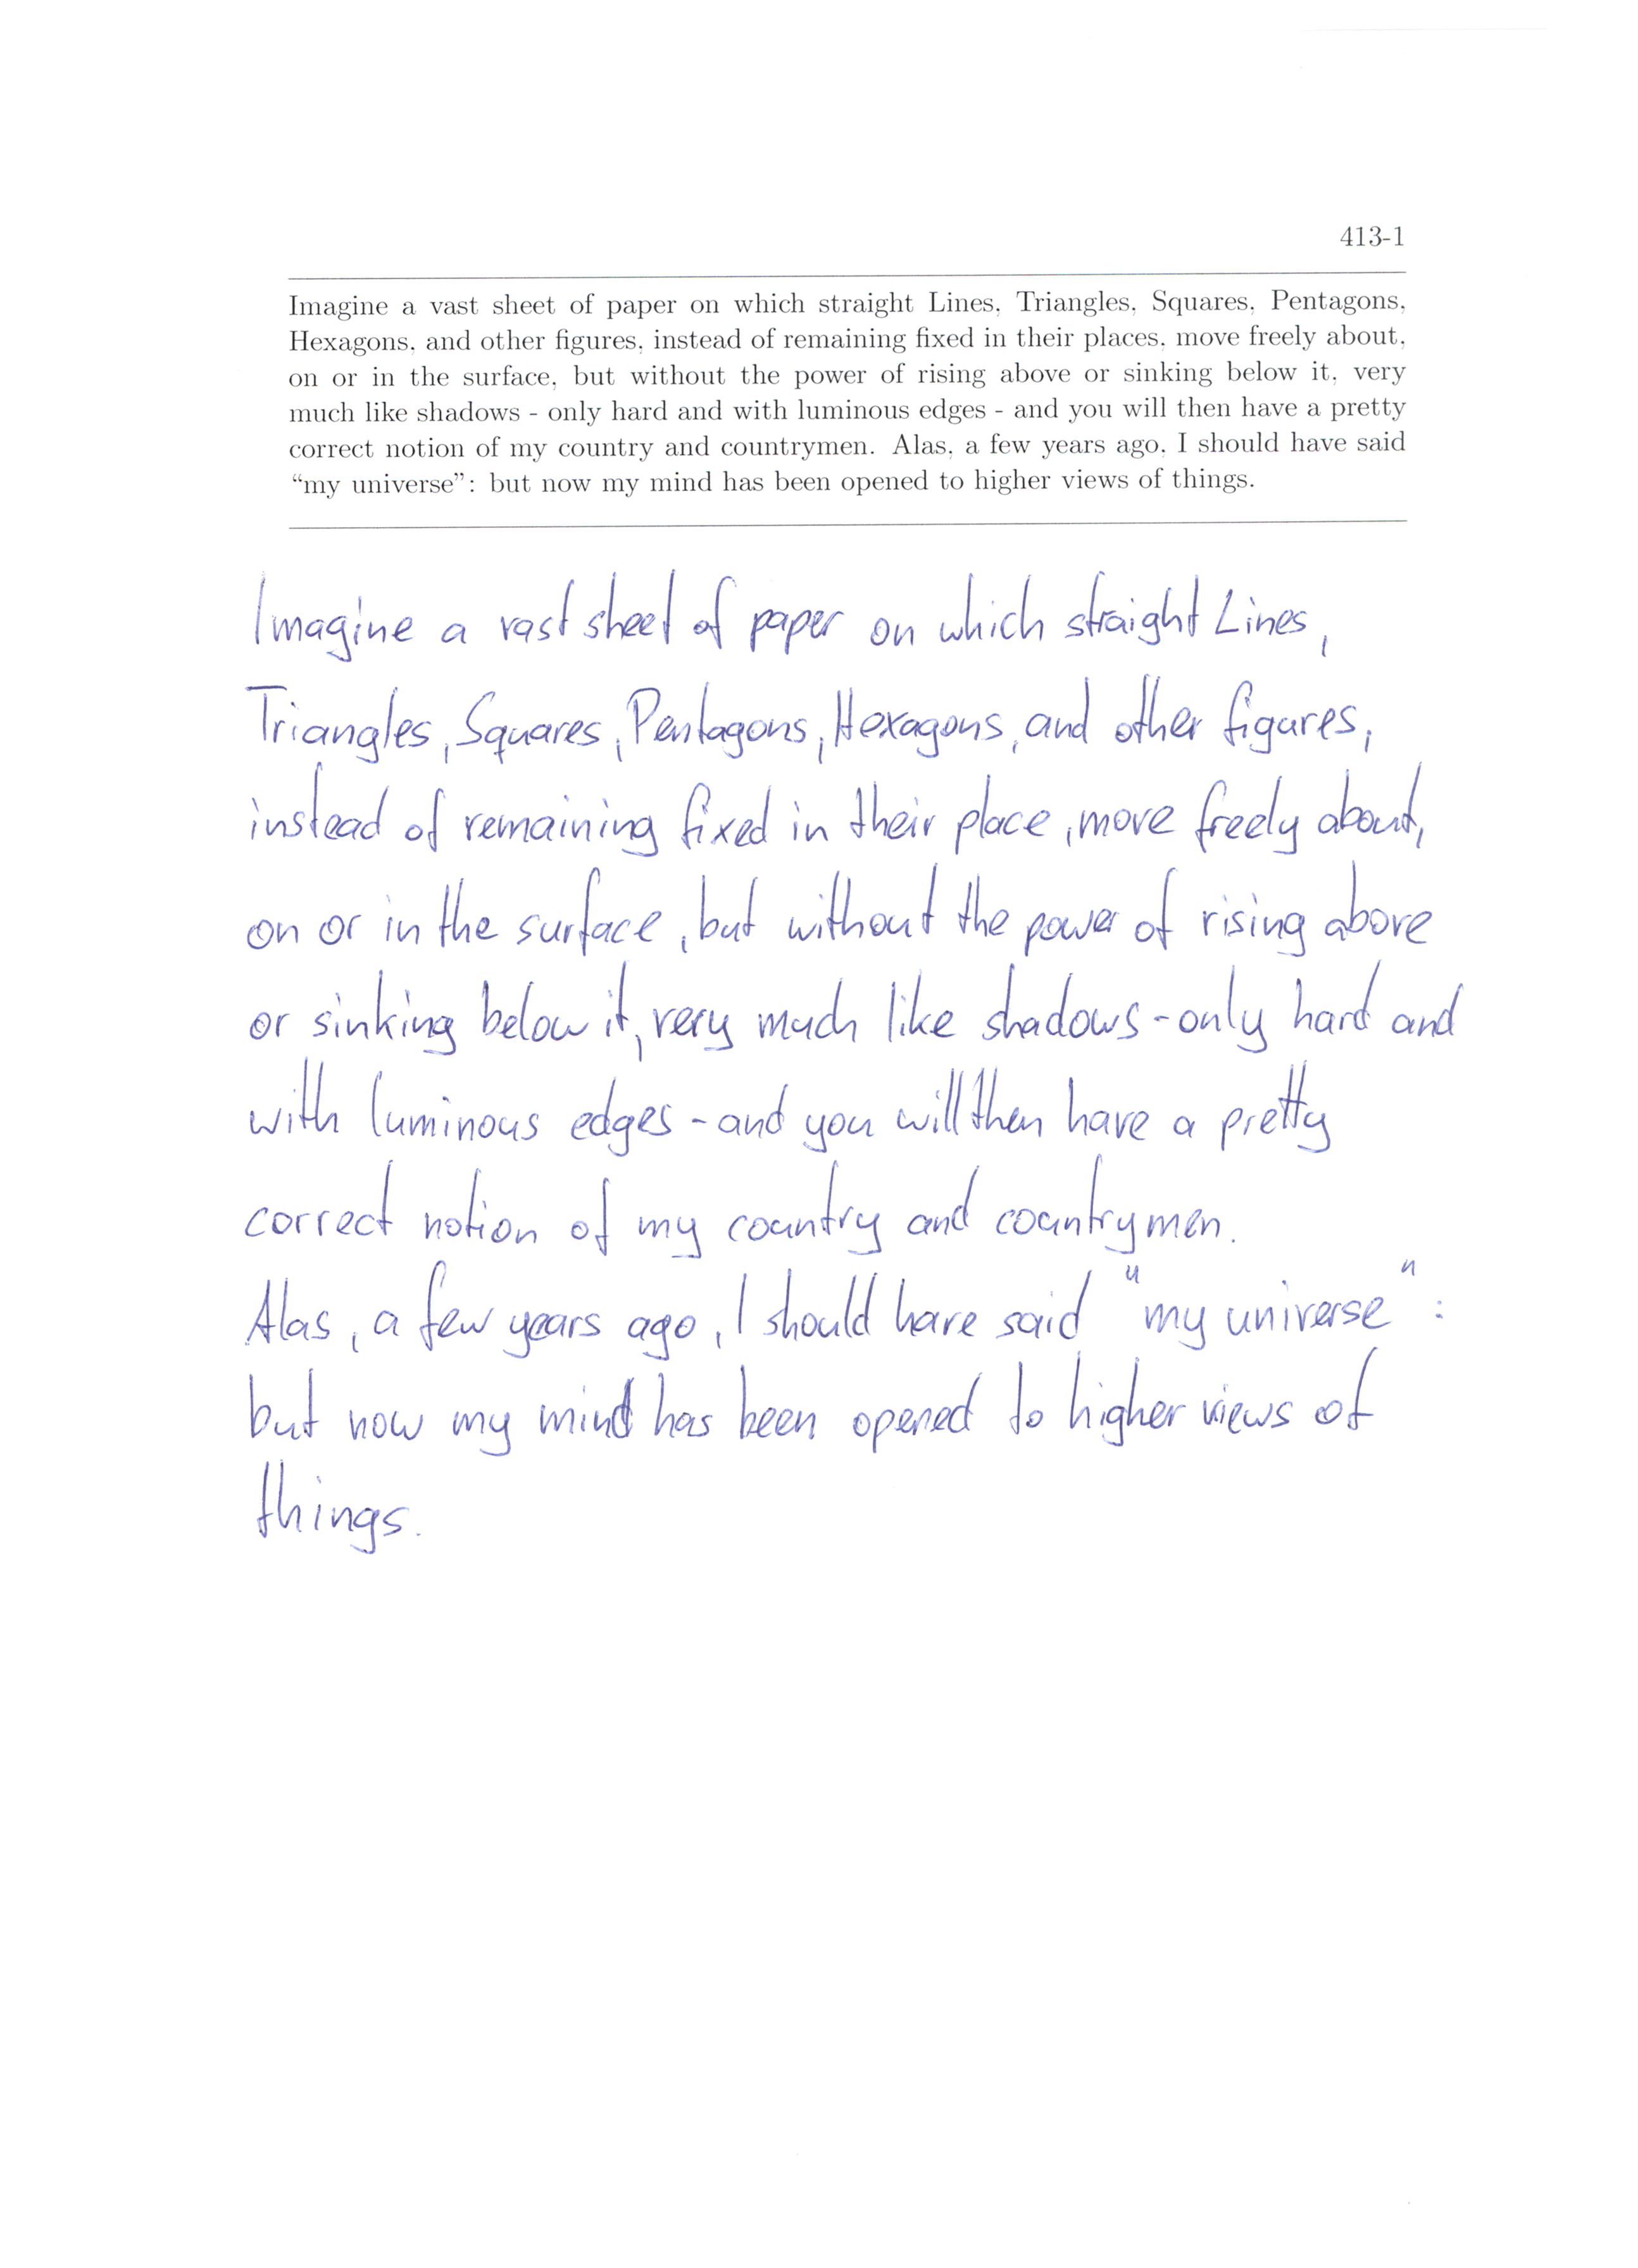 413-1
Imagine a vast sheet of paper on which straight Lines, Triangles, Squares, Pentagons,
Hexagons, and other figures, instead of remaining fixed in their places, move freely about,
on or in the surface, but without the power of rising above or sinking below it, very
much like shadows - only hard and with luminous edges - and you will then have a pretty
correct notion of my country and countrymen. Alas, a few years ago, I should have said
“my universe”: but now my mind has been opened to higher views of things.
Imagine a vast sheet of paper on which straight Lines,
Triangles, Squares, Pentagons, Hexagons, and other figures,
instead of remaining fixed in their place, move freely about,
on or in the surface, but without the power of rising above
or sinking below it, very much like shadows - only hard and
with luminous edges - and you will then have a pretty
correct notion of my country and countrymen.
Alas, a few years ago, I should have said "my universe" :
but now my mind has been opened to higher views of
things.